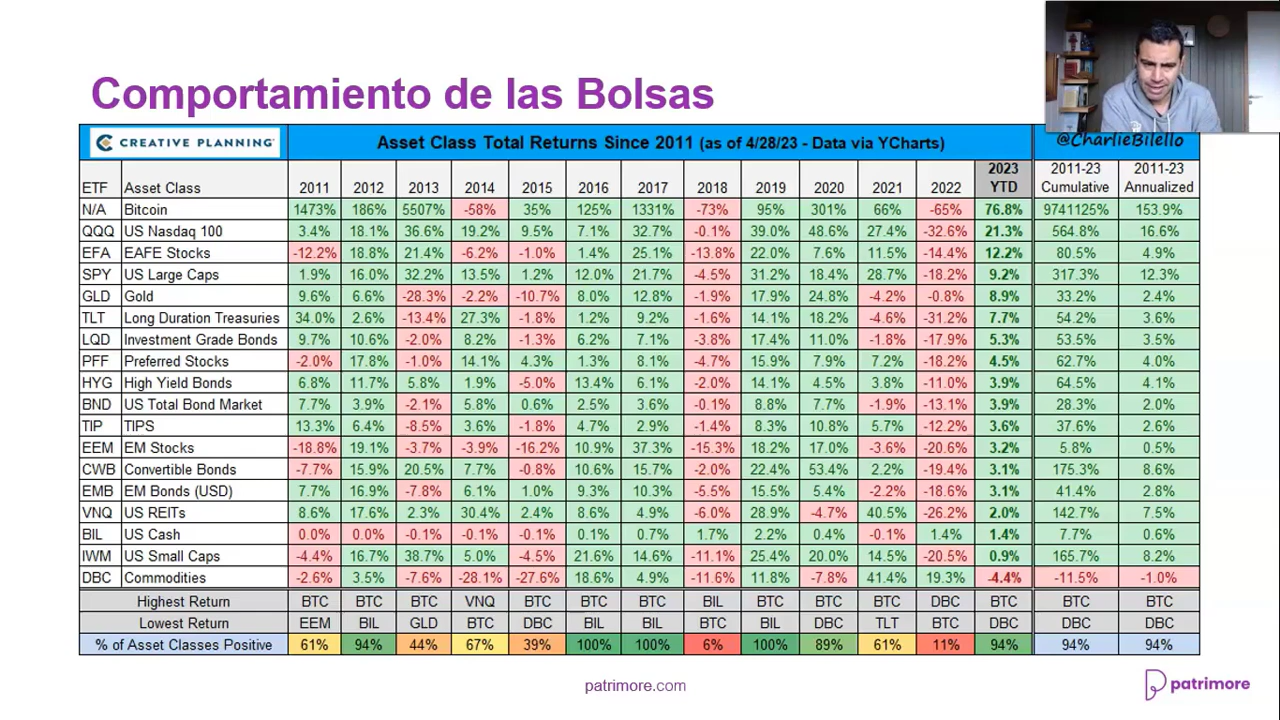 Comportamiento de las Bolsas
CREATIVE PLANNING Asset Class Total Returns Since 2011 (as of 4/28/23 - Data via YCharts) @CharlieBilello
ETF Asset Class 2011 2012 2013 2014 2015 2016 2017 2018 2019 2020 2021 2022 2023 YTD 2011-23 Cumulative 2011-23 Annualized
N/A Bitcoin 1473% 186% 5507% -58% 35% 125% 1331% -73% 95% 301% 66% -65% 76.8% 9741125% 153.9%
QQQ US Nasdaq 100 3.4% 18.1% 36.6% 19.2% 9.5% 7.1% 32.7% -0.1% 39.0% 48.6% 27.4% -32.6% 21.3% 564.8% 16.6%
EFA EAFE Stocks -12.2% 18.8% 21.4% -6.2% -1.0% 1.4% 25.1% -13.8% 22.0% 7.6% 11.5% -14.4% 12.2% 80.5% 4.9%
SPY US Large Caps 1.9% 16.0% 32.2% 13.5% 1.2% 12.0% 21.7% -4.5% 31.2% 18.4% 28.7% -18.2% 9.2% 317.3% 12.3%
GLD Gold 9.6% 6.6% -28.3% -2.2% -10.7% 8.0% 12.8% -1.9% 17.9% 24.8% -4.2% -0.8% 8.9% 33.2% 2.4%
TLT Long Duration Treasuries 34.0% 2.6% -13.4% 27.3% -1.8% 1.2% 9.2% -1.6% 14.1% 18.2% -4.6% -31.2% 7.7% 54.2% 3.6%
LQD Investment Grade Bonds 9.7% 10.6% -2.0% 8.2% -1.3% 6.2% 7.1% -3.8% 17.4% 11.0% -1.8% -17.9% 5.3% 53.5% 3.5%
PFF Preferred Stocks -2.0% 17.8% -1.0% 14.1% 4.3% 1.3% 8.1% -4.7% 15.9% 7.9% 7.2% -18.2% 4.5% 62.7% 4.0%
HYG High Yield Bonds 6.8% 11.7% 5.8% 1.9% -5.0% 13.4% 6.1% -2.0% 14.1% 4.5% 3.8% -11.0% 3.9% 64.5% 4.1%
BND US Total Bond Market 7.7% 3.9% -2.1% 5.8% 0.6% 2.5% 3.6% -0.1% 8.8% 7.7% -1.9% -13.1% 3.9% 28.3% 2.0%
TIP TIPS 13.3% 6.4% -8.5% 3.6% -1.8% 4.7% 2.9% -1.4% 8.3% 10.8% 5.7% -12.2% 3.6% 37.6% 2.6%
EEM EM Stocks -18.8% 19.1% -3.7% -3.9% -16.2% 10.9% 37.3% -15.3% 18.2% 17.0% -3.6% -20.6% 3.2% 5.8% 0.5%
CWB Convertible Bonds -7.7% 15.9% 20.5% 7.7% -0.8% 10.6% 15.7% -2.0% 22.4% 53.4% 2.2% -19.4% 3.1% 175.3% 8.6%
EMB EM Bonds (USD) 7.7% 16.9% -7.8% 6.1% 1.0% 9.3% 10.3% -5.5% 15.5% 5.4% -2.2% -18.6% 3.1% 41.4% 2.8%
VNQ US REITs 8.6% 17.6% 2.3% 30.4% 2.4% 8.6% 4.9% -6.0% 28.9% -4.7% 40.5% -26.2% 2.0% 142.7% 7.5%
BIL US Cash 0.0% 0.0% -0.1% -0.1% -0.1% 0.1% 0.7% 1.7% 2.2% 0.4% -0.1% 1.4% 1.4% 7.7% 0.6%
IWM US Small Caps -4.4% 16.7% 38.7% 5.0% -4.5% 21.6% 14.6% -11.1% 25.4% 20.0% 14.5% -20.5% 0.9% 165.7% 8.2%
DBC Commodities -2.6% 3.5% -7.6% -28.1% -27.6% 18.6% 4.9% -11.6% 11.8% -7.8% 41.4% 19.3% -4.4% -11.5% -1.0%
Highest Return BTC BTC BTC VNQ BTC BTC BTC BIL BTC BTC BTC DBC BTC BTC BTC
Lowest Return EEM BIL GLD BTC DBC BIL BIL BTC BIL DBC TLT BTC DBC DBC DBC
% of Asset Classes Positive 61% 94% 44% 67% 39% 100% 100% 6% 100% 89% 61% 11% 94% 94% 94%
patrimore.com
patrimore